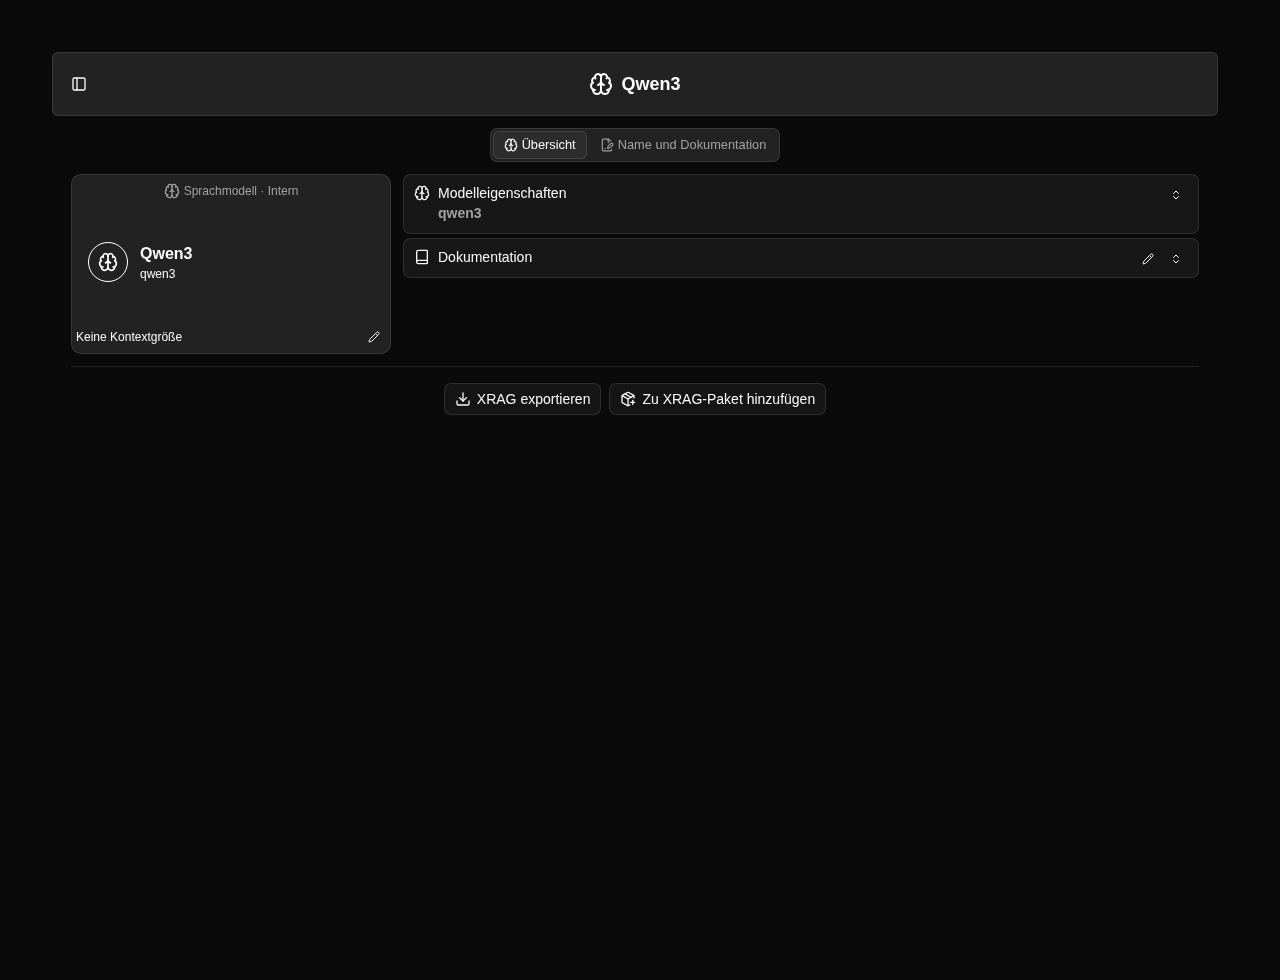 Qwen3
Übersicht
Name und Dokumentation
Sprachmodell · Intern
Qwen3
qwen3
Keine Kontextgröße
Modelleigenschaften
qwen3
Dokumentation
XRAG exportieren
Zu XRAG-Paket hinzufügen